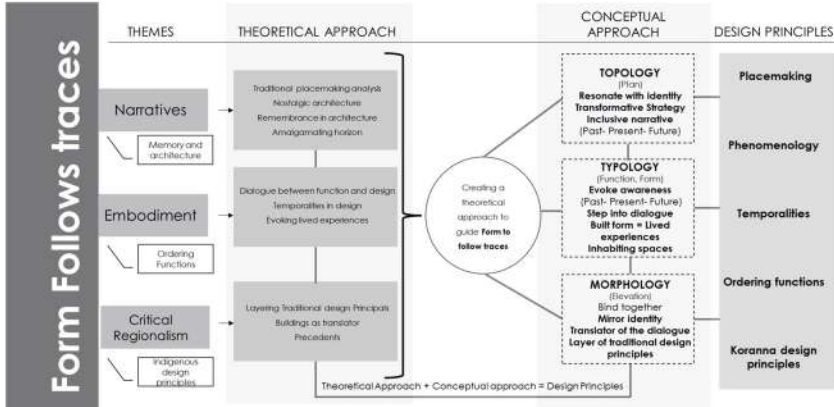 Form Follows traces
THEMES
THEORETICAL APPROACH
CONCEPTUAL
APPROACH
DESIGN PRINCIPLES
Narratives
Memory and
architecture
Traditional placemaking analysis
Nostalgic architecture
Remembrance in architecture
Amalgamating horizon
Embodiment
Ordering
Functions
Dialogue between function and design
Temporalities in design
Evoking lived experiences
Critical
Regionalism
Indigenous
design
principles
Layering Traditional design Principals
Buildings as translator
Precedents
Creating a
theoretical
approach to
guide Form to
follow traces
TOPOLOGY
(Plan)
Resonate with identity
Transformative Strategy
Inclusive narrative
(Past- Present- Future)
TYPOLOGY
(Function, Form)
Evoke awareness
(Past- Present- Future)
Step into dialogue
Built form = Lived
experiences
Inhabiting spaces
MORPHOLOGY
(Elevation)
Bind together
Mirror identity
Translator of the dialogue
Layer of traditional design
principles
Placemaking
Phenomenology
Temporalities
Ordering functions
Koranna design
principles
Theoretical Approach + Conceptual approach = Design Principles